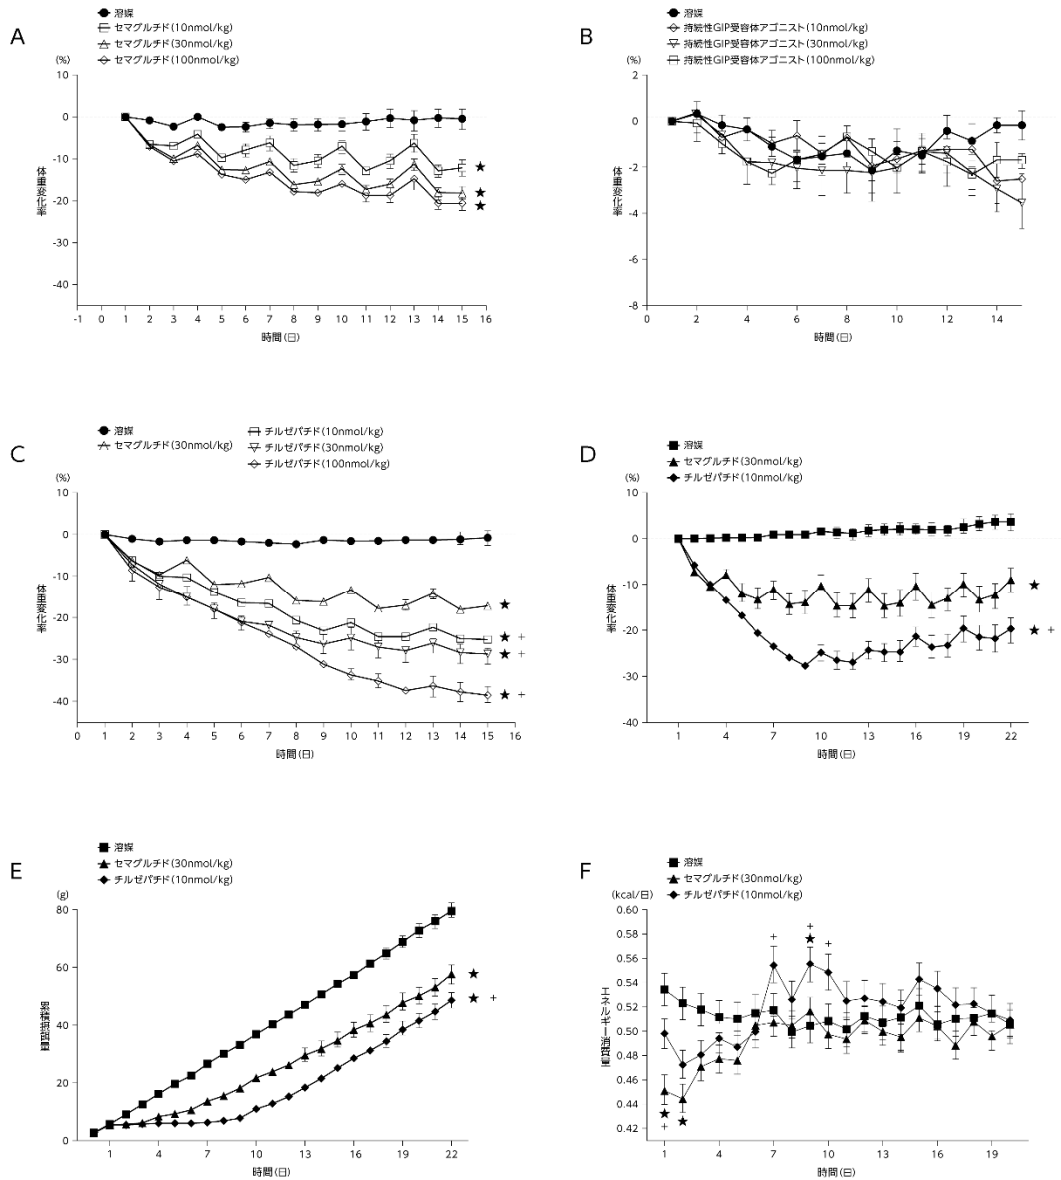 A
溶媒
セマグルチド(10nmol/kg)
セマグルチド(30nmol/kg)
セマグルチド(100nmol/kg)
(%)
10
0
-10
-20
-30
-40
体重変化率
★
★
★
-1 0 1 2 3 4 5 6 7 8 9 10 11 12 13 14 15 16
時間(日)
B
溶媒
持続性GIP受容体アゴニスト(10nmol/kg)
持続性GIP受容体アゴニスト(30nmol/kg)
持続性GIP受容体アゴニスト(100nmol/kg)
(%)
2
0
-2
-4
-6
-8
体重変化率
0 2 4 6 8 10 12 14
時間(日)
C
溶媒
セマグルチド(30nmol/kg)
チルゼパチド(10nmol/kg)
チルゼパチド(30nmol/kg)
チルゼパチド(100nmol/kg)
(%)
10
0
-10
-20
-30
-40
体重変化率
★
★ +
★ +
★ +
0 1 2 3 4 5 6 7 8 9 10 11 12 13 14 15 16
時間(日)
D
溶媒
セマグルチド(30nmol/kg)
チルゼパチド(10nmol/kg)
(%)
10
0
-10
-20
-30
-40
体重変化率
★
★ +
1 4 7 10 13 16 19 22
時間(日)
E
溶媒
セマグルチド(30nmol/kg)
チルゼパチド(10nmol/kg)
(g)
80
60
40
20
0
累積摂餌量
★
★ +
1 4 7 10 13 16 19 22
時間(日)
F
溶媒
セマグルチド(30nmol/kg)
チルゼパチド(10nmol/kg)
(kcal/日)
0.60
0.58
0.56
0.54
0.52
0.50
0.48
0.46
0.44
0.42
エネルギー消費量
+
+
★
+
★
+
★
1 4 7 10 13 16 19
時間(日)